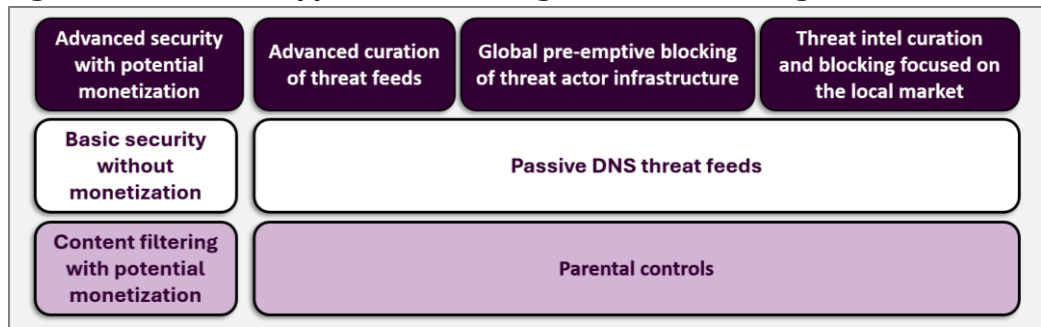 Advanced security
with potential
monetization
Advanced curation
of threat feeds
Global pre-emptive blocking
of threat actor infrastructure
Threat intel curation
and blocking focused on
the local market
Basic security
without
monetization
Passive DNS threat feeds
Content filtering
with potential
monetization
Parental controls